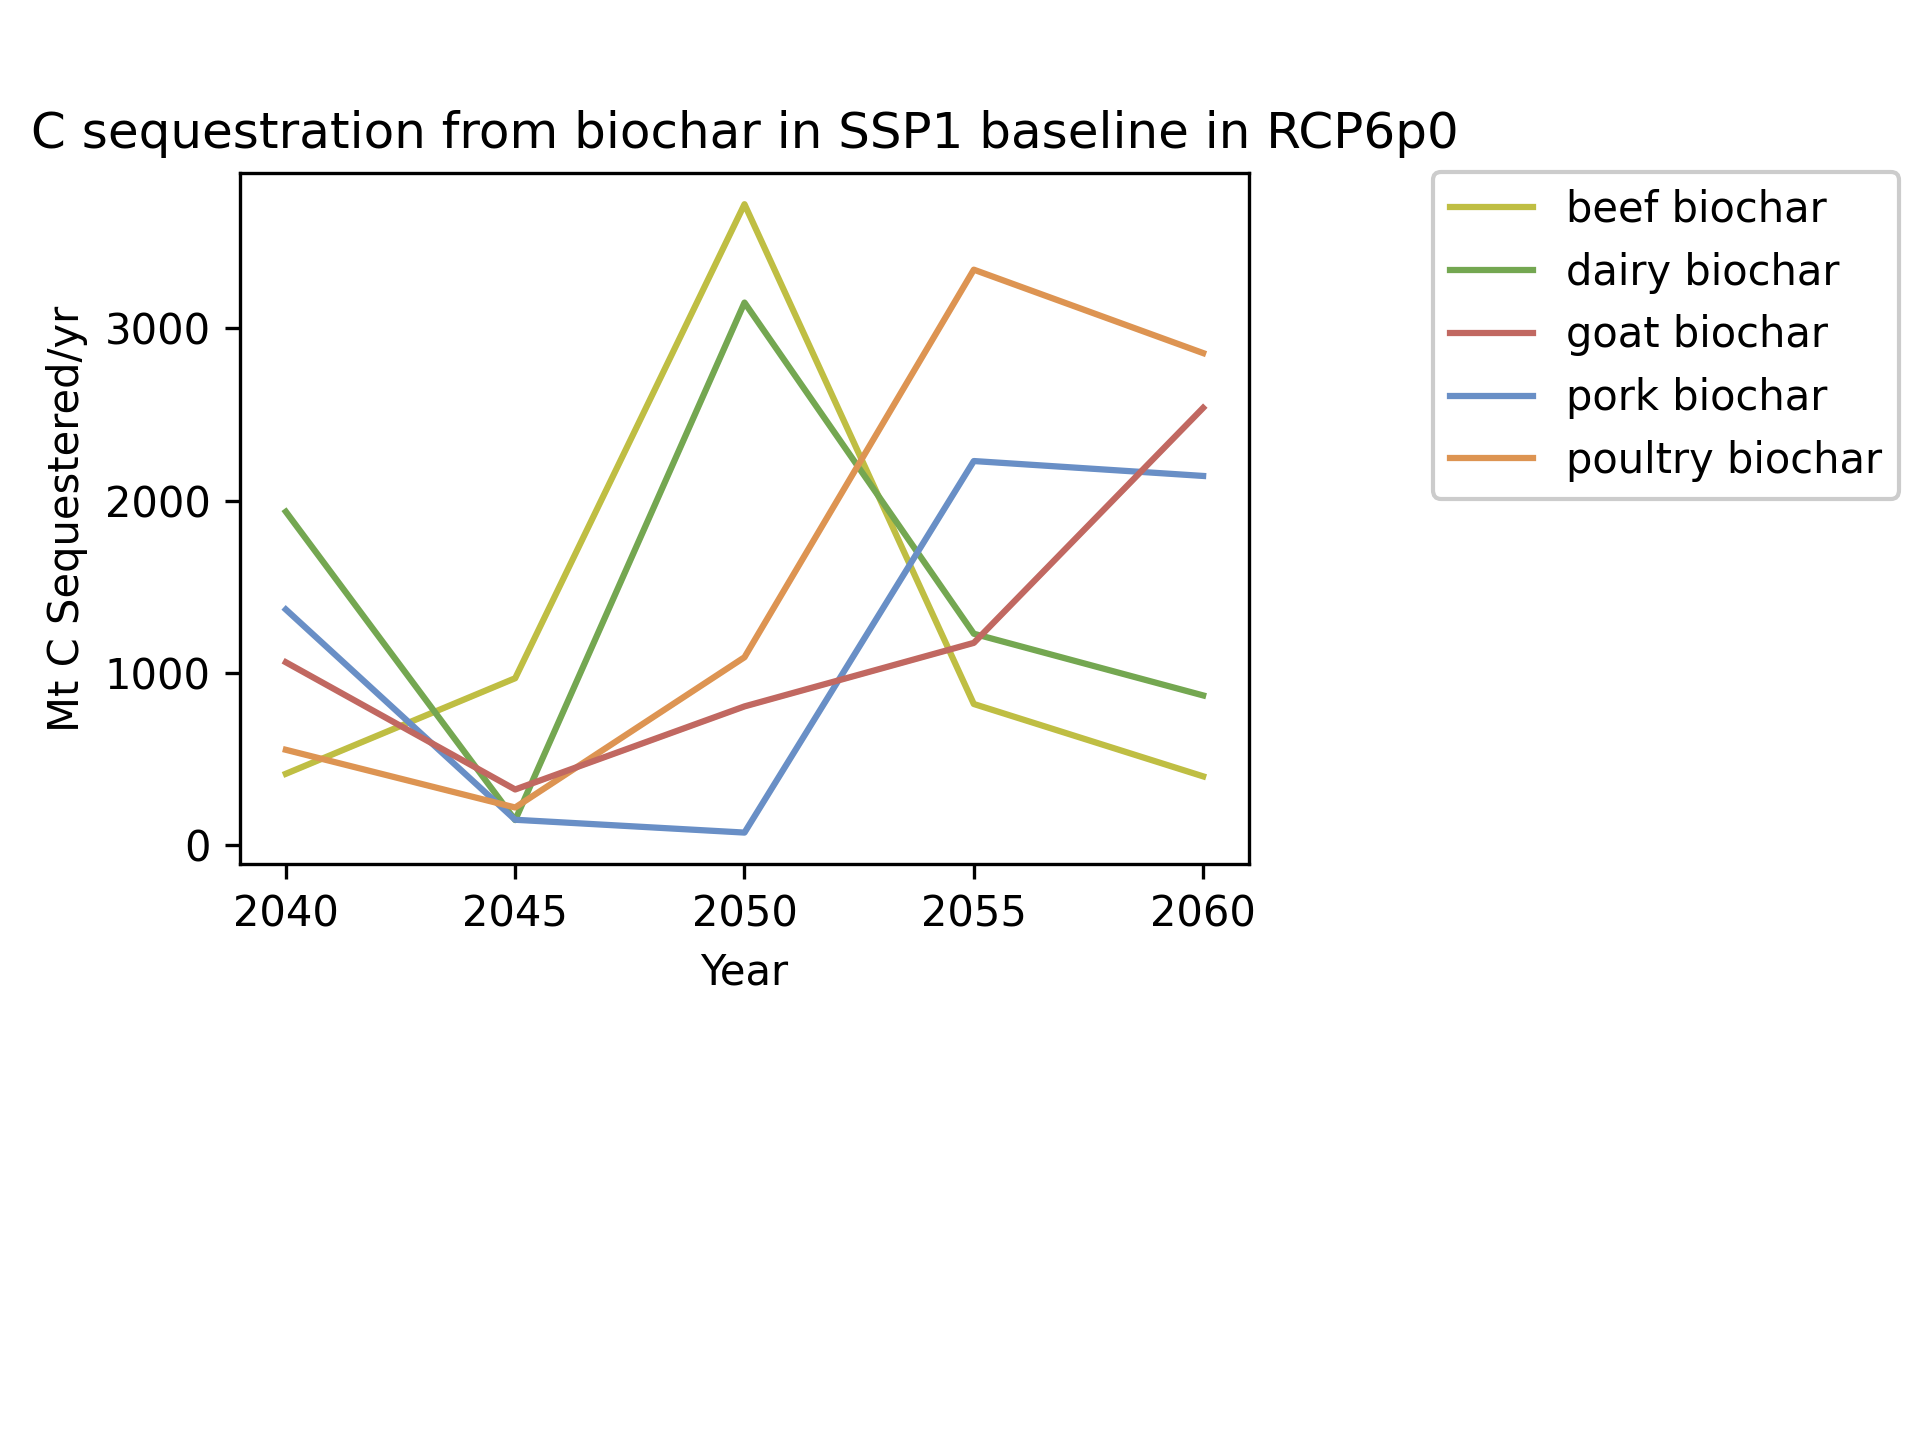 C sequestration from biochar in SSP1 baseline in RCP6p0
beef biochar
dairy biochar
goat biochar
pork biochar
poultry biochar
Mt C Sequestered/yr
3000
2000
1000
0
2040 2045 2050 2055 2060
Year